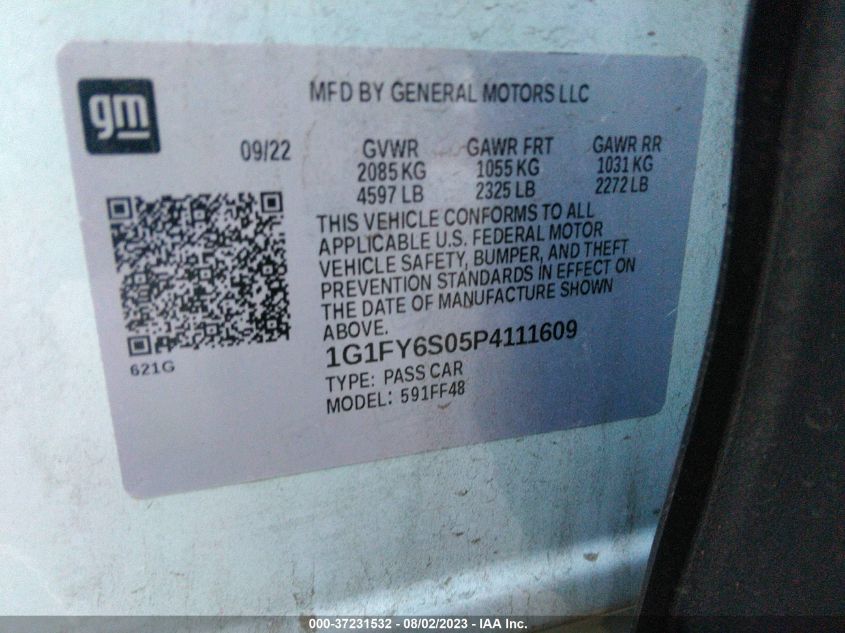 gm
MFD BY GENERAL MOTORS LLC
09/22 GVWR GAWR FRT GAWR RR
2085 KG 1055 KG 1031 KG
4597 LB 2325 LB 2272 LB
THIS VEHICLE CONFORMS TO ALL
APPLICABLE U.S. FEDERAL MOTOR
VEHICLE SAFETY, BUMPER, AND THEFT
PREVENTION STANDARDS IN EFFECT ON
THE DATE OF MANUFACTURE SHOWN
ABOVE.
1G1FY6S05P4111609
621G
TYPE: PASS CAR
MODEL: 591FF48
000-37231532 - 08/02/2023 - IAA Inc.